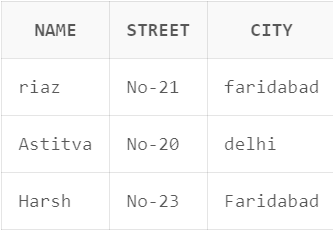 NAME STREET CITY
riaz No-21 faridabad
Astitva No-20 delhi
Harsh No-23 Faridabad